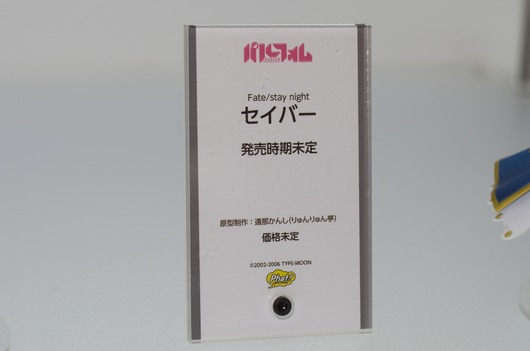 パルフォム
Fate/stay night
セイバー
発売時期未定
原型制作：遠那かんし(りゅんりゅん亭)
価格未定
©2002-2006 TYPE-MOON
Phat!